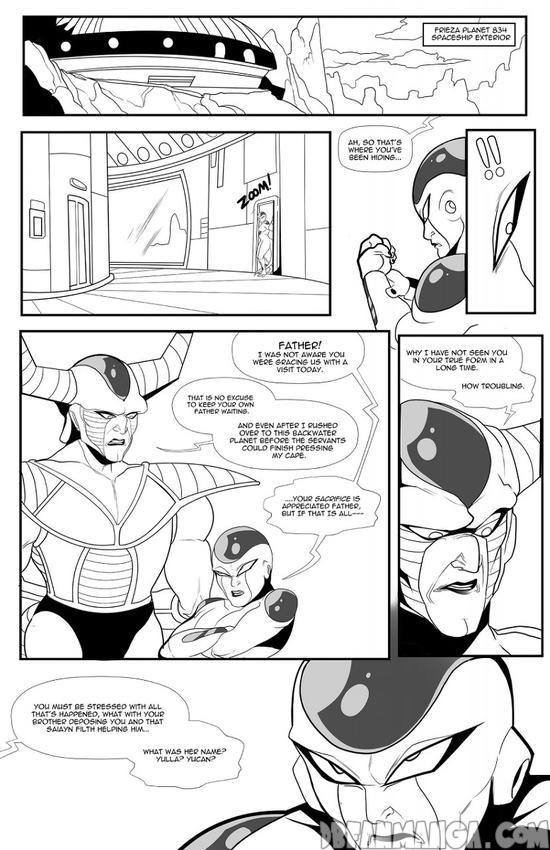 FRIEZA PLANET 834
SPACESHIP EXTERIOR
ZOOM!
AH, SO THAT'S
WHERE YOU'VE
BEEN HIDING...
!!
FATHER!
I WAS NOT AWARE YOU
WERE GRACING US WITH A
VISIT TODAY.
THAT IS NO EXCUSE
TO KEEP YOUR OWN
FATHER WAITING.
AND EVEN AFTER I RUSHED
OVER TO THIS BACKWATER
PLANET BEFORE THE SERVANTS
COULD FINISH PRESSING
MY CAPE.
....YOUR SACRIFICE IS
APPRECIATED FATHER,
BUT IF THAT IS ALL---
WHY I HAVE NOT SEEN YOU
IN YOUR TRUE FORM IN A
LONG TIME.
HOW TROUBLING.
YOU MUST BE STRESSED WITH ALL
THAT'S HAPPENED, WHAT WITH YOUR
BROTHER DEPOSING YOU AND THAT
SAIAYN FILTH HELPING HIM...
WHAT WAS HER NAME?
YULLA? YUCAN?
DREAMMANGA.COM